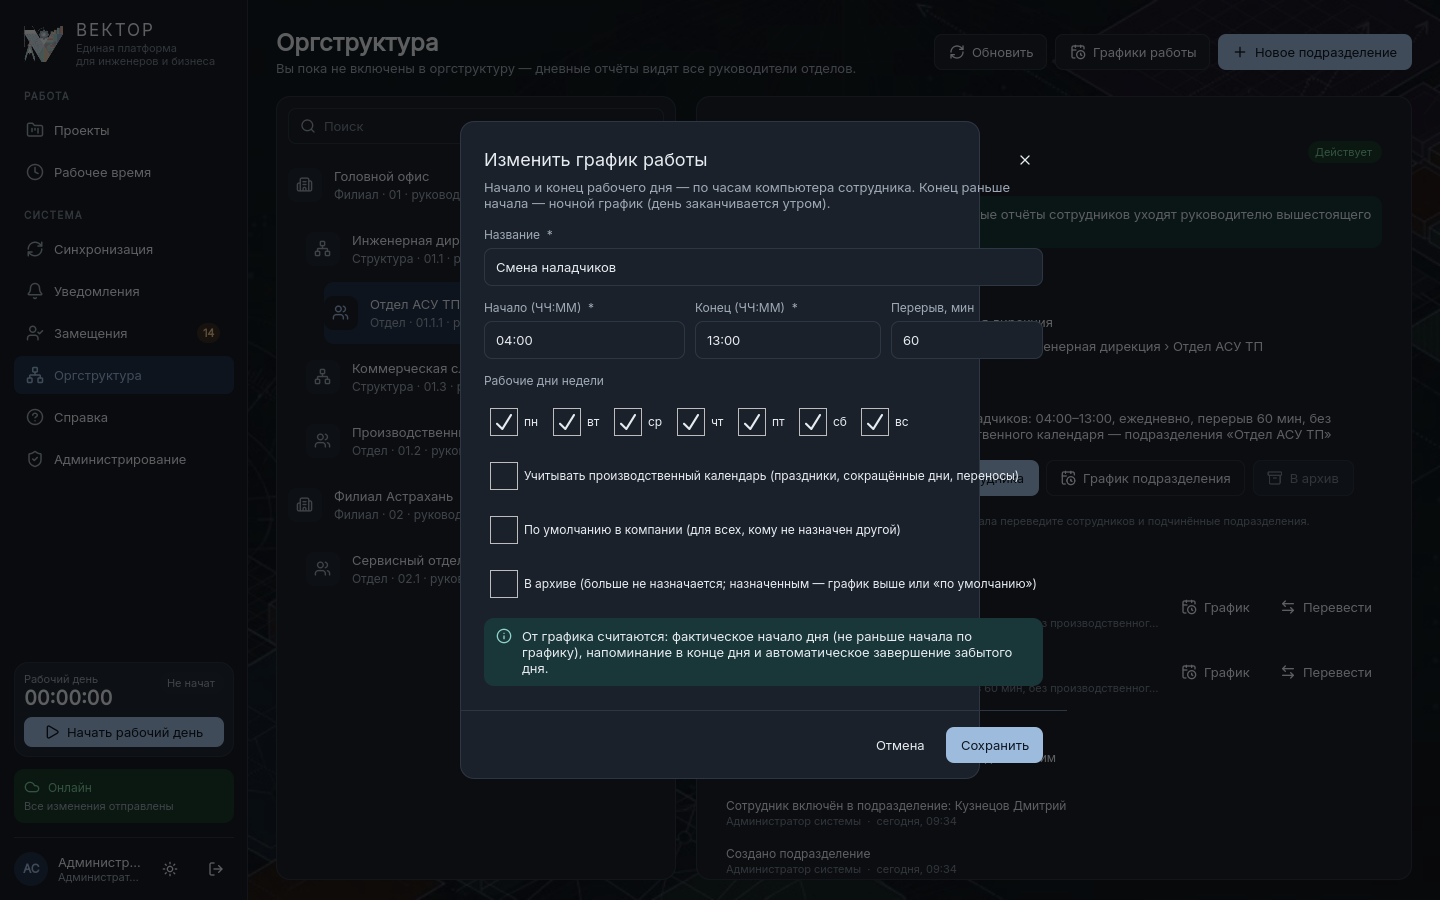 ВЕКТОР
Единая платформа
для инженеров и бизнеса
РАБОТА
Проекты
Рабочее время
СИСТЕМА
Синхронизация
Уведомления
Замещения
14
Оргструктура
Справка
Администрирование
Рабочий день
Не начат
00:00:00
Начать рабочий день
Онлайн
Все изменения отправлены
АС
Администр...
Администрат...
Оргструктура
Вы пока не включены в оргструктуру — дневные отчёты видят все руководители отделов.
Обновить
Графики работы
Новое подразделение
Поиск
Головной офис
Филиал · 01 · руковод
Инженерная дир
Структура · 01.1 · р
Отдел АСУ ТП
Отдел · 01.1.1 · р
Коммерческая с
Структура · 01.3 · р
Производственн
Отдел · 01.2 · руко
Филиал Астрахань
Филиал · 02 · руковод
Сервисный отдел
Отдел · 02.1 · руков
Изменить график работы
Начало и конец рабочего дня — по часам компьютера сотрудника. Конец раньше
начала — ночной график (день заканчивается утром).
Название *
Смена наладчиков
Начало (ЧЧ:ММ) *
Конец (ЧЧ:ММ) *
Перерыв, мин
04:00
13:00
60
Рабочие дни недели
пн
вт
ср
чт
пт
сб
вс
Учитывать производственный календарь (праздники, сокращённые дни, переносы)
По умолчанию в компании (для всех, кому не назначен другой)
В архиве (больше не назначается; назначенным — график выше или «по умолчанию»)
От графика считаются: фактическое начало дня (не раньше начала по
графику), напоминание в конце дня и автоматическое завершение забытого
дня.
Отмена
Сохранить
Действует
ые отчёты сотрудников уходят руководителю вышестоящего
дирекция
енерная дирекция › Отдел АСУ ТП
адчиков: 04:00–13:00, ежедневно, перерыв 60 мин, без
твенного календаря — подразделения «Отдел АСУ ТП»
График подразделения
В архив
ала переведите сотрудников и подчинённые подразделения.
График
Перевести
з производственног...
График
Перевести
60 мин, без производственног...
им
Сотрудник включён в подразделение: Кузнецов Дмитрий
Администратор системы · сегодня, 09:34
Создано подразделение
Администратор системы · сегодня, 09:34